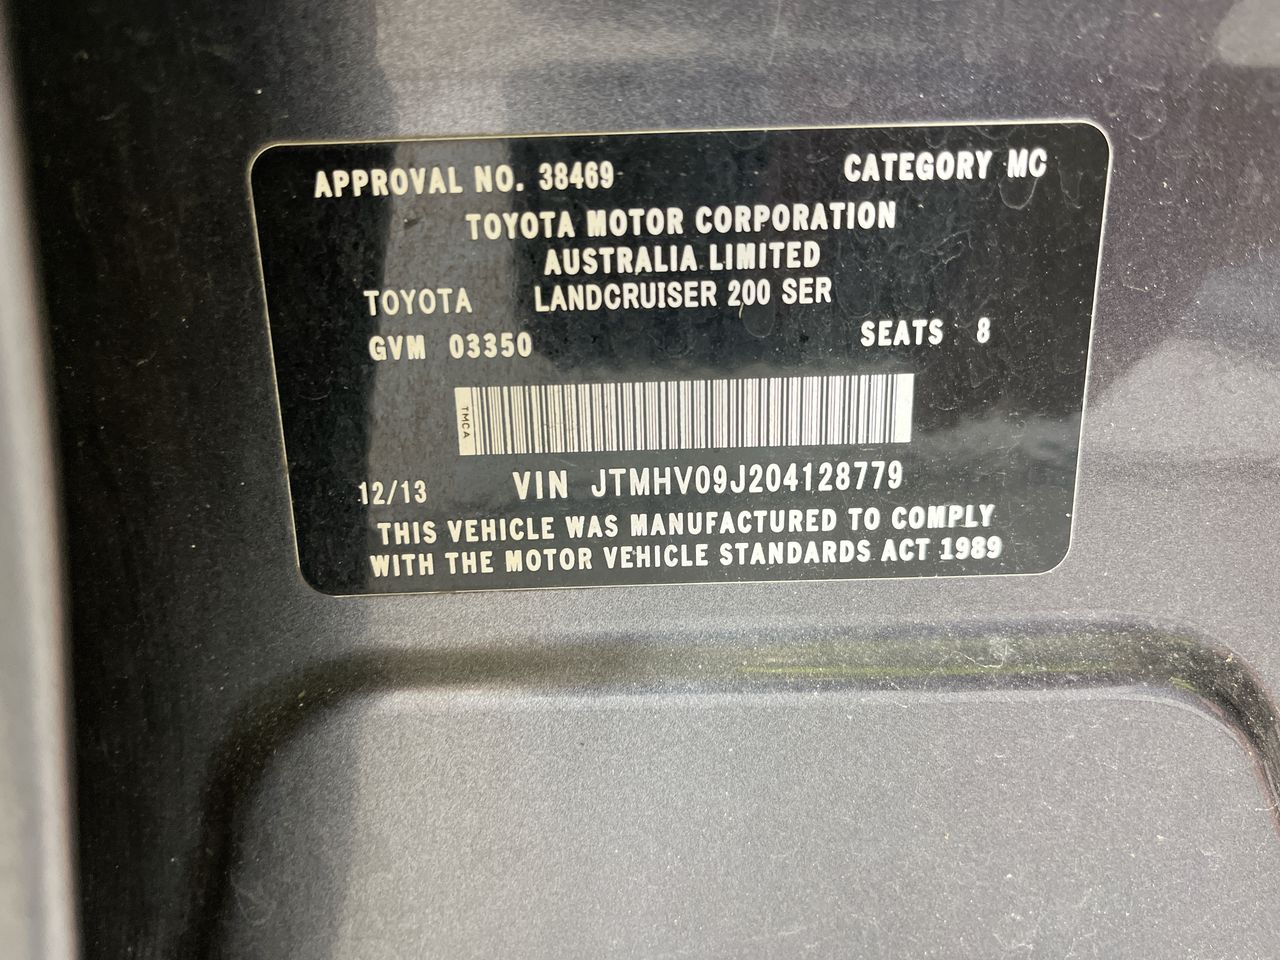 APPROVAL NO. 38469 CATEGORY MC
TOYOTA MOTOR CORPORATION
AUSTRALIA LIMITED
TOYOTA LANDCRUISER 200 SER
GVM 03350 SEATS 8
TMCA
12/13 VIN JTMHV09J204128779
THIS VEHICLE WAS MANUFACTURED TO COMPLY
WITH THE MOTOR VEHICLE STANDARDS ACT 1989